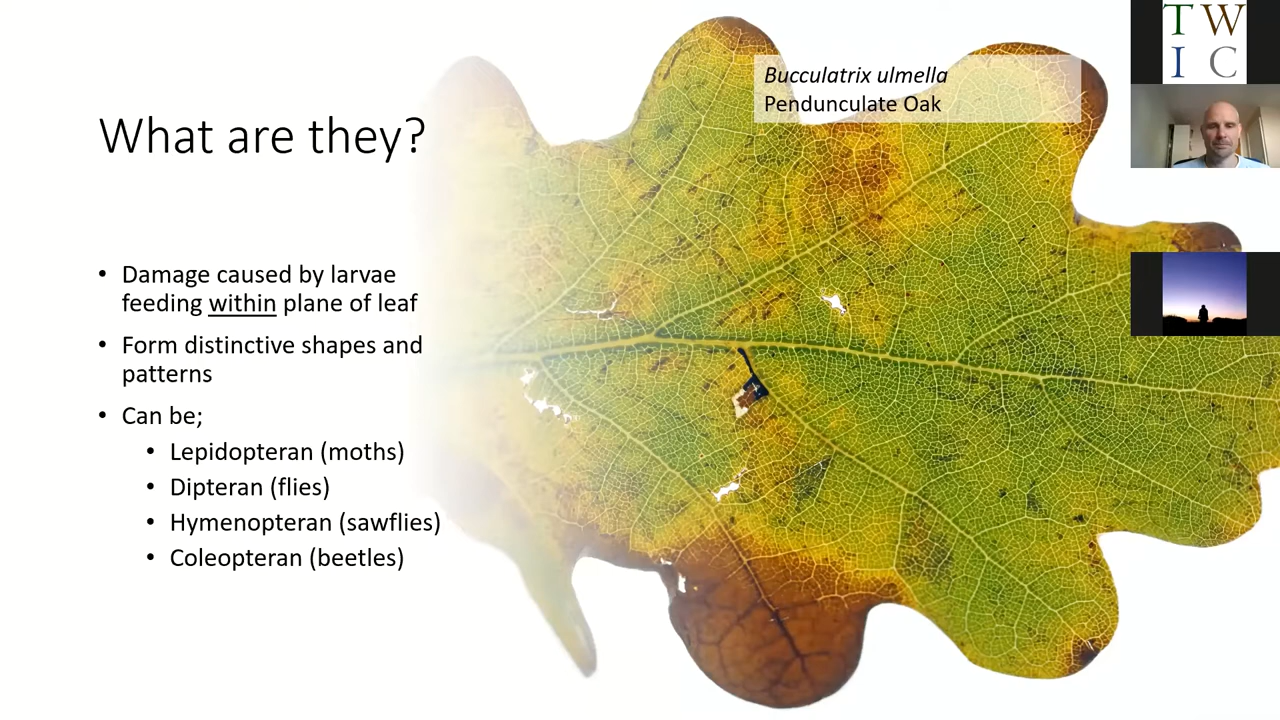 Bucculatrix ulmella
Pendunculate Oak
What are they?
• Damage caused by larvae
feeding within plane of leaf
• Form distinctive shapes and
patterns
• Can be;
• Lepidopteran (moths)
• Dipteran (flies)
• Hymenopteran (sawflies)
• Coleopteran (beetles)
T W
I C